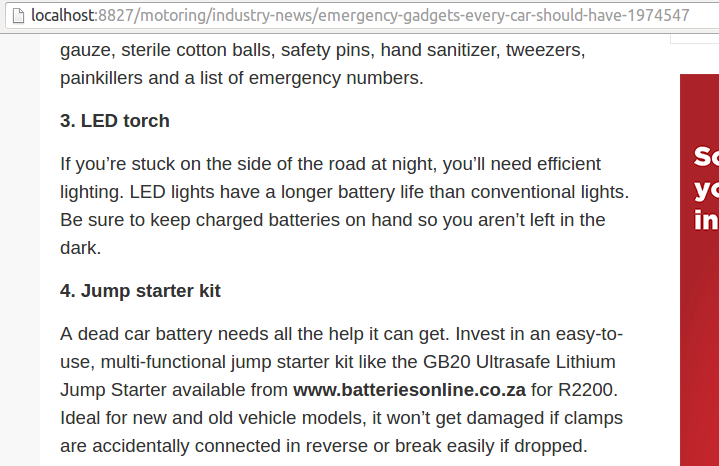 localhost:8827/motoring/industry-news/emergency-gadgets-every-car-should-have-1974547
gauze, sterile cotton balls, safety pins, hand sanitizer, tweezers,
painkillers and a list of emergency numbers.
3. LED torch
If you’re stuck on the side of the road at night, you’ll need efficient
lighting. LED lights have a longer battery life than conventional lights.
Be sure to keep charged batteries on hand so you aren’t left in the
dark.
4. Jump starter kit
A dead car battery needs all the help it can get. Invest in an easy-to-
use, multi-functional jump starter kit like the GB20 Ultrasafe Lithium
Jump Starter available from www.batteriesonline.co.za for R2200.
Ideal for new and old vehicle models, it won’t get damaged if clamps
are accidentally connected in reverse or break easily if dropped.
in